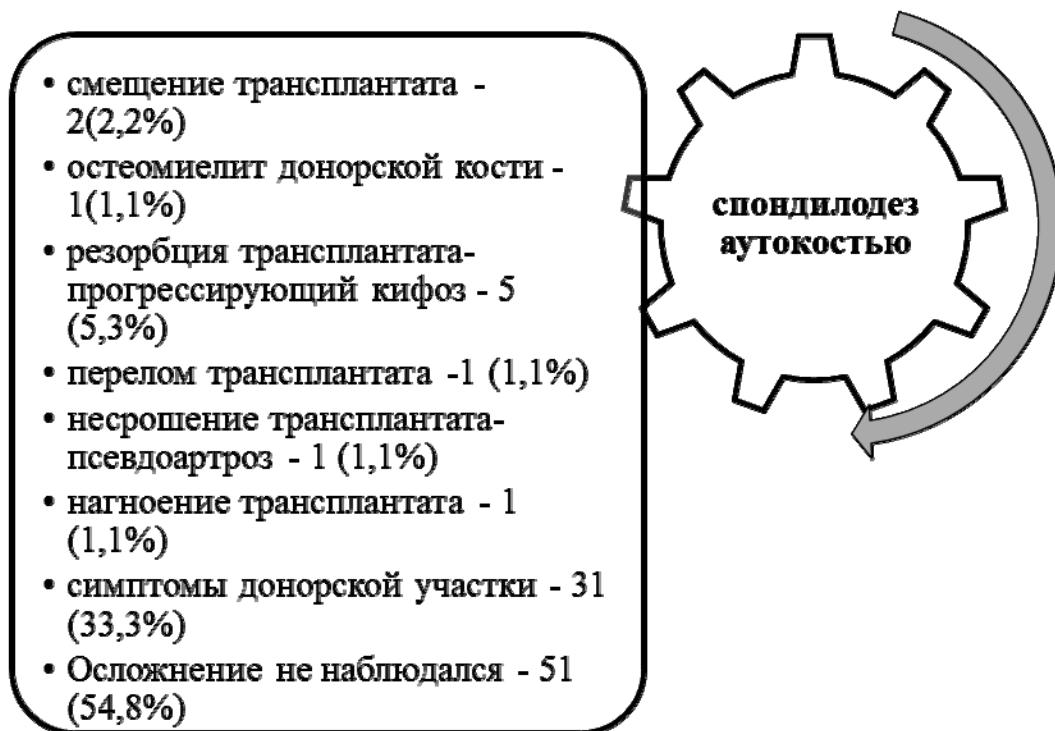 • смещение трансплантата -
2(2,2%)
• остеомиелит донорской кости -
1(1,1%)
• резорбция трансплантата-
прогрессирующий кифоз - 5
(5,3%)
• перелом трансплантата -1 (1,1%)
• несрошение трансплантата-
псевдоартроз - 1 (1,1%)
• нагноение трансплантата - 1
(1,1%)
• симптомы донорской участки - 31
(33,3%)
• Осложнение не наблюдался - 51
(54,8%)
спондилодез
аутокостью